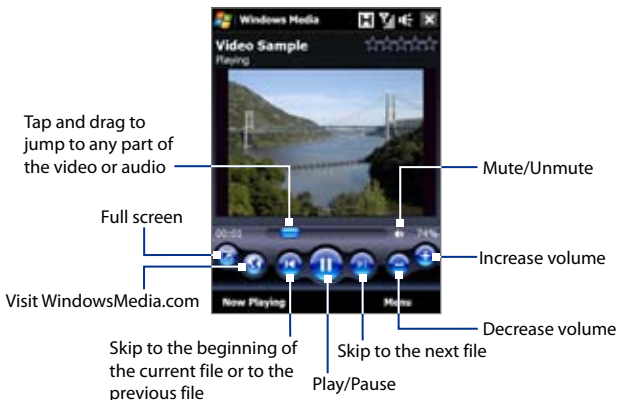 Windows Media
Video Sample
Playing
Tap and drag to
jump to any part of
the video or audio
Mute/Unmute
00:01
74%
Full screen
Increase volume
Visit WindowsMedia.com
Now Playing
Menu
Decrease volume
Skip to the beginning of
the current file or to the
previous file
Skip to the next file
Play/Pause